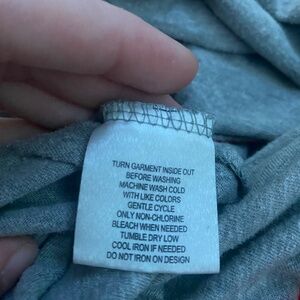 TURN GARMENT INSIDE OUT
BEFORE WASHING
MACHINE WASH COLD
WITH LIKE COLORS
GENTLE CYCLE
ONLY NON-CHLORINE
BLEACH WHEN NEEDED
TUMBLE DRY LOW
COOL IRON IF NEEDED
DO NOT IRON ON DESIGN